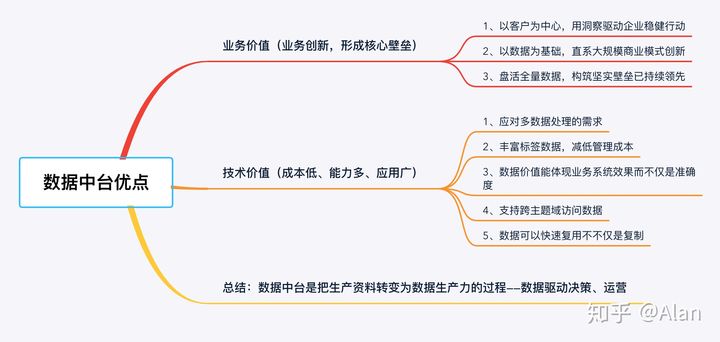 数据中台优点
业务价值（业务创新，形成核心壁垒）
1、以客户为中心，用洞察驱动企业稳健行动
2、以数据为基础，直系大规模商业模式创新
3、盘活全量数据，构筑坚实壁垒已持续领先
技术价值（成本低、能力多、应用广）
1、应对多数据处理的需求
2、丰富标签数据，减低管理成本
3、数据价值能体现业务系统效果而不仅是准确
度
4、支持跨主题域访问数据
5、数据可以快速复用不不仅是复制
总结：数据中台是把生产资料转变为数据生产力的过程--数据驱动决策、运营
知乎 @Alan